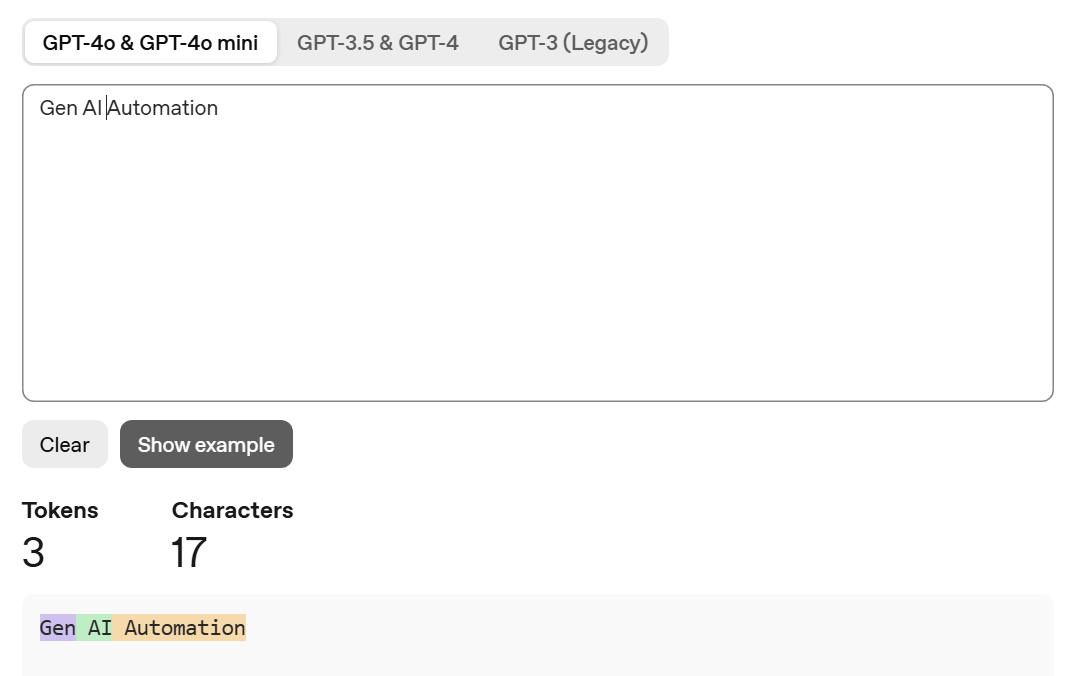 GPT-4o & GPT-4o mini GPT-3.5 & GPT-4 GPT-3 (Legacy)
Gen AI Automation
Clear Show example
Tokens Characters
3 17
Gen AI Automation